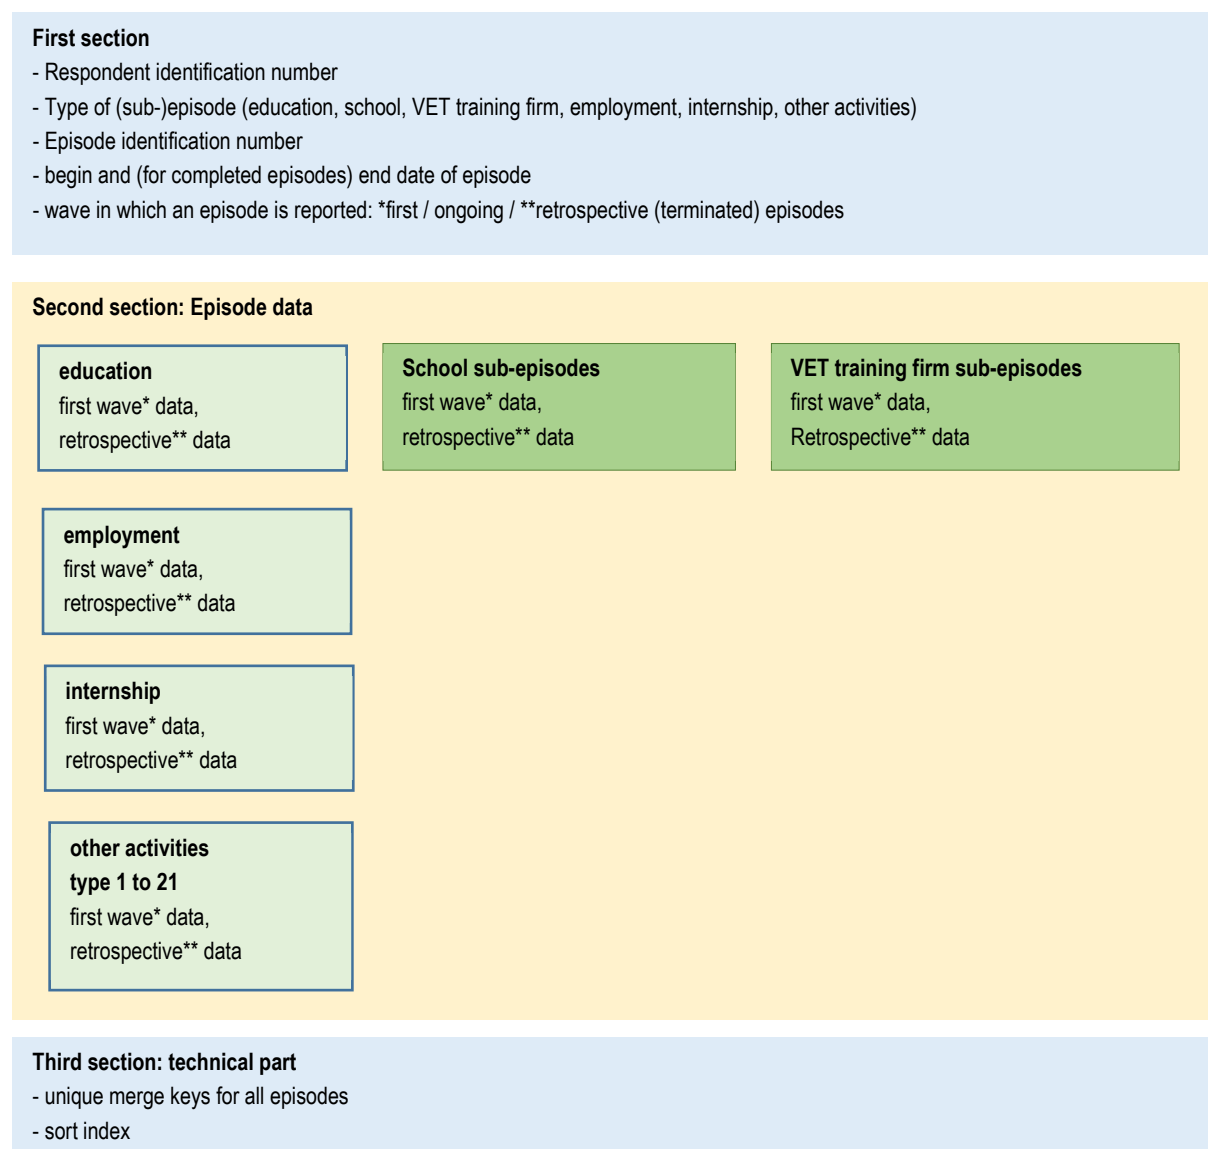 First section
- Respondent identification number
- Type of (sub-)episode (education, school, VET training firm, employment, internship, other activities)
- Episode identification number
- begin and (for completed episodes) end date of episode
- wave in which an episode is reported: *first / ongoing / **retrospective (terminated) episodes
Second section: Episode data
education
first wave* data,
retrospective** data
School sub-episodes
first wave* data,
retrospective** data
VET training firm sub-episodes
first wave* data,
Retrospective** data
employment
first wave* data,
retrospective** data
internship
first wave* data,
retrospective** data
other activities
type 1 to 21
first wave* data,
retrospective** data
Third section: technical part
- unique merge keys for all episodes
- sort index